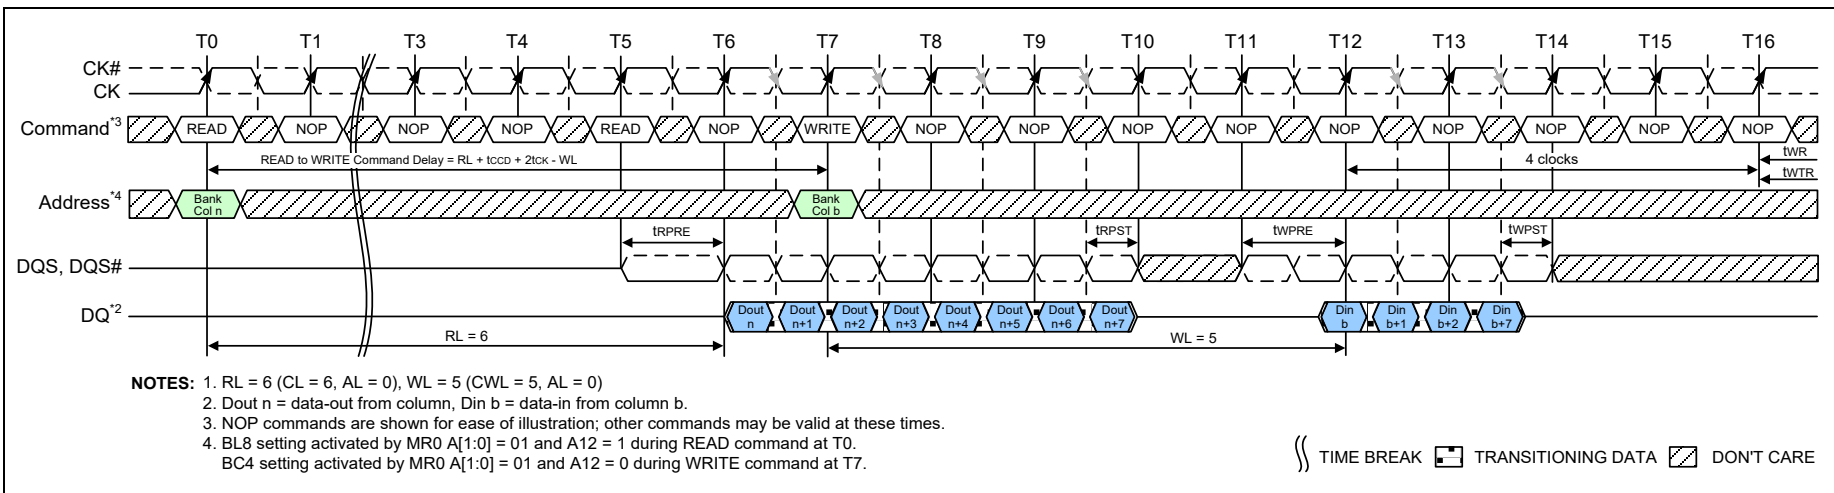 T0 T1 T3 T4 T5 T6 T7 T8 T9 T10 T11 T12 T13 T14 T15 T16
CK#
CK
Command*3 READ NOP NOP NOP READ NOP WRITE NOP NOP NOP NOP NOP NOP NOP NOP NOP
READ to WRITE Command Delay = RL + tCCD + 2tCK - WL
4 clocks
tWR
tWTR
Address*4 Bank Col n Bank Col b
tRPRE tRPST tWPRE tWPST
DQS, DQS#
DQ*2 Dout n Dout n+1 Dout n+2 Dout n+3 Dout n+4 Dout n+5 Dout n+6 Dout n+7 Din b Din b+1 Din b+2 Din b+7
RL = 6 WL = 5
NOTES: 1. RL = 6 (CL = 6, AL = 0), WL = 5 (CWL = 5, AL = 0)
2. Dout n = data-out from column, Din b = data-in from column b.
3. NOP commands are shown for ease of illustration; other commands may be valid at these times.
4. BL8 setting activated by MR0 A[1:0] = 01 and A12 = 1 during READ command at T0.
BC4 setting activated by MR0 A[1:0] = 01 and A12 = 0 during WRITE command at T7.
TIME BREAK TRANSITIONING DATA DON'T CARE